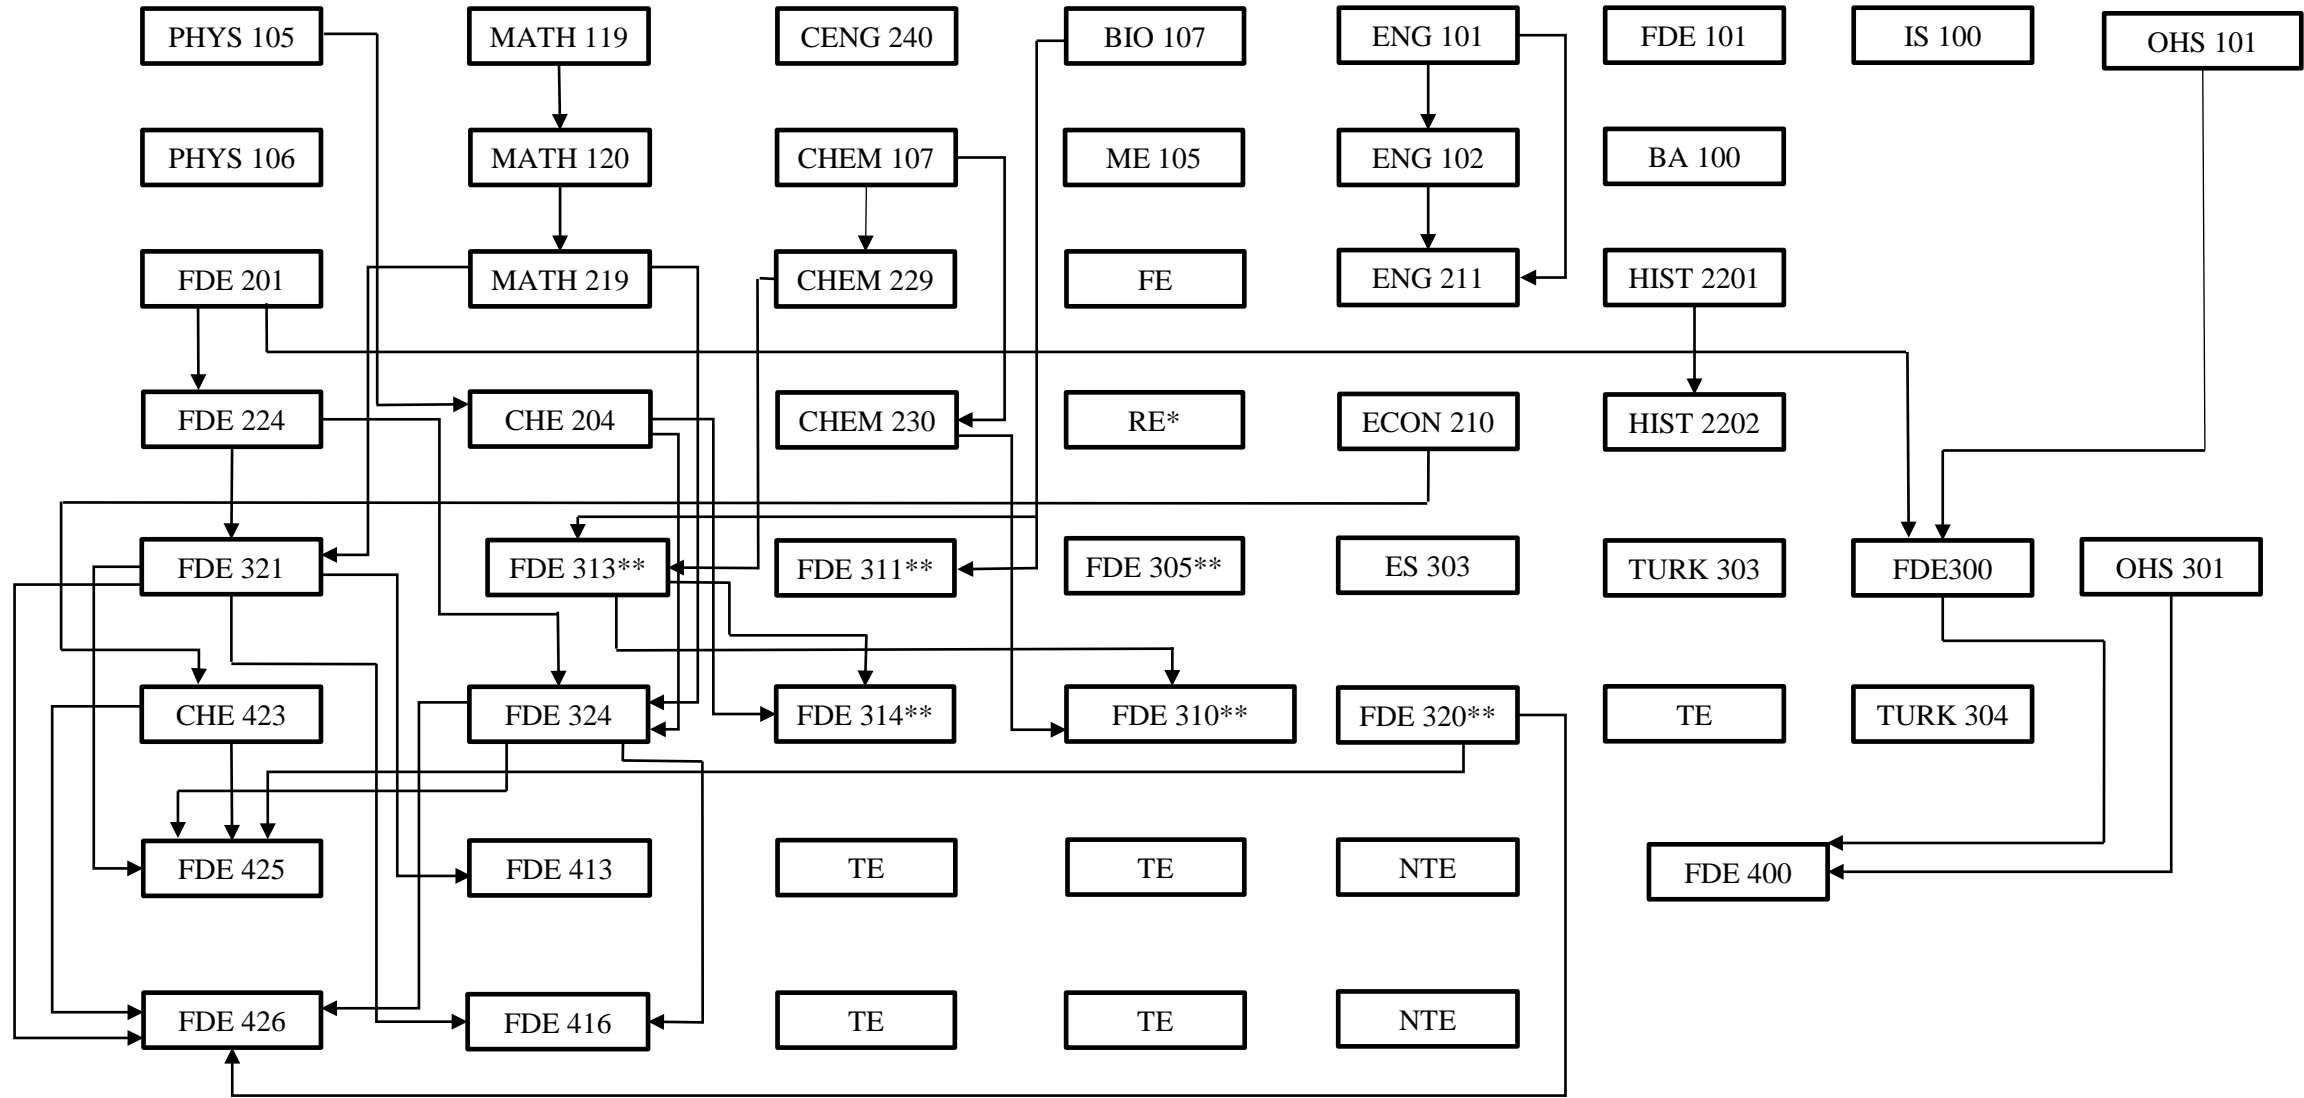 PHYS 105
MATH 119
CENG 240
BIO 107
ENG 101
FDE 101
IS 100
OHS 101
PHYS 106
MATH 120
CHEM 107
ME 105
ENG 102
BA 100
FDE 201
MATH 219
CHEM 229
FE
ENG 211
HIST 2201
FDE 224
CHE 204
CHEM 230
RE*
ECON 210
HIST 2202
FDE 321
FDE 313**
FDE 311**
FDE 305**
ES 303
TURK 303
FDE300
OHS 301
CHE 423
FDE 324
FDE 314**
FDE 310**
FDE 320**
TE
TURK 304
FDE 425
FDE 413
TE
TE
NTE
FDE 400
FDE 426
FDE 416
TE
TE
NTE